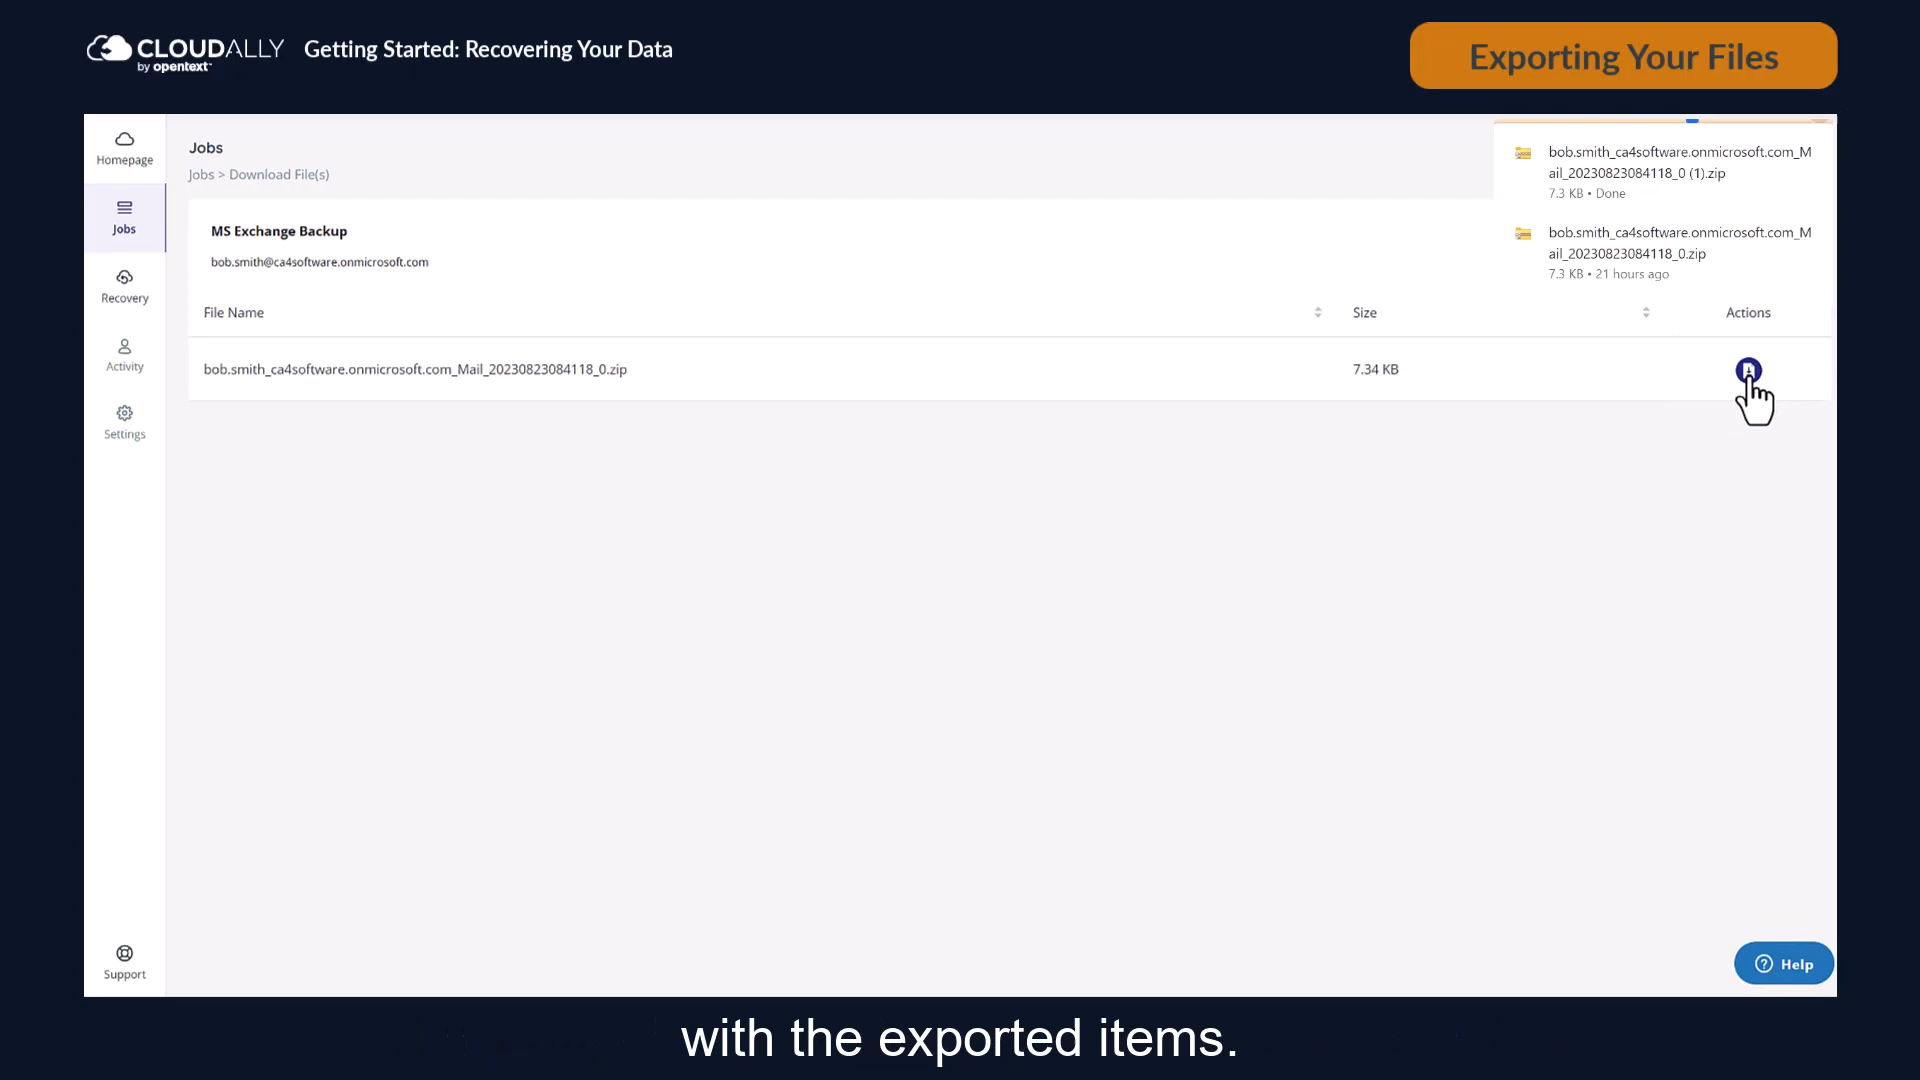 CLOUDALLY
by opentext™
Getting Started: Recovering Your Data
Exporting Your Files
Homepage
Jobs
Recovery
Activity
Settings
Support
Jobs
Jobs > Download File(s)
MS Exchange Backup
bob.smith@ca4software.onmicrosoft.com
bob.smith_ca4software.onmicrosoft.com_M
ail_20230823084118_0 (1).zip
7.3 KB • Done
bob.smith_ca4software.onmicrosoft.com_M
ail_20230823084118_0.zip
7.3 KB • 21 hours ago
File Name Size Actions
bob.smith_ca4software.onmicrosoft.com_Mail_20230823084118_0.zip 7.34 KB
Help
with the exported items.